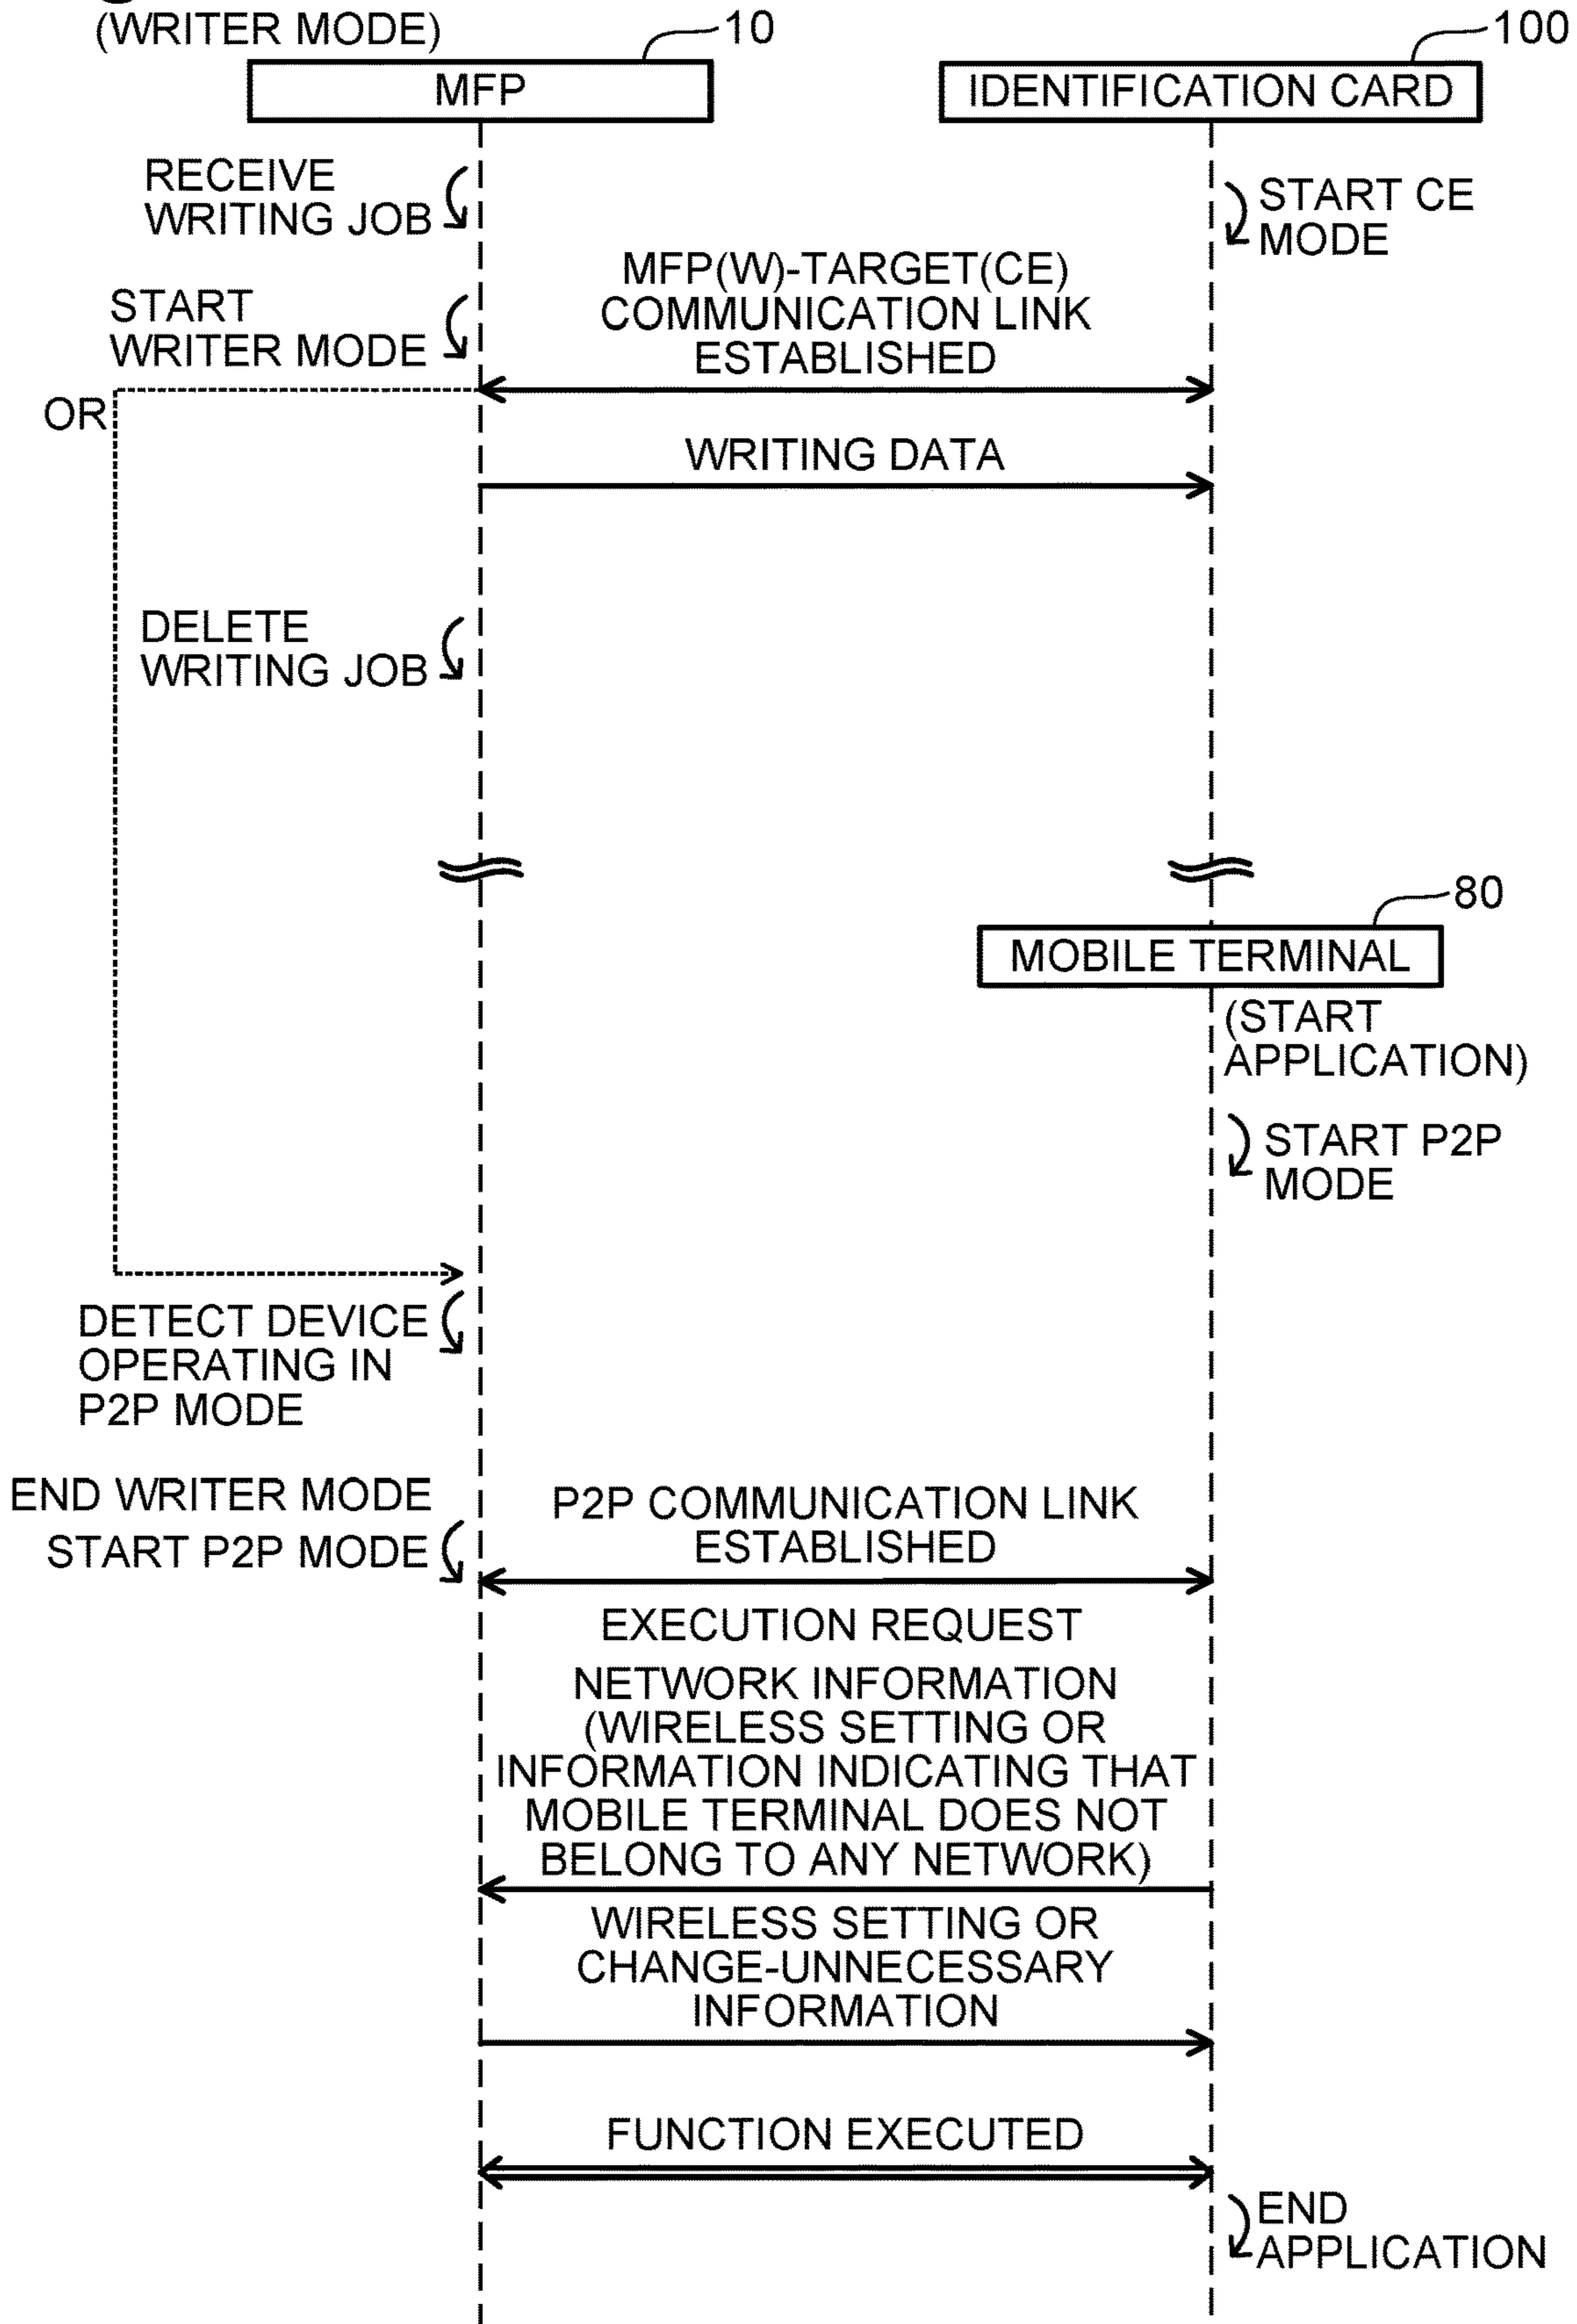 (WRITER MODE)
10
100
MFP
IDENTIFICATION CARD
RECEIVE
WRITING JOB
START CE
MODE
MFP(W)-TARGET(CE)
COMMUNICATION LINK
ESTABLISHED
START
WRITER MODE
OR
WRITING DATA
DELETE
WRITING JOB
80
MOBILE TERMINAL
(START
APPLICATION)
START P2P
MODE
DETECT DEVICE
OPERATING IN
P2P MODE
END WRITER MODE
START P2P MODE
P2P COMMUNICATION LINK
ESTABLISHED
EXECUTION REQUEST
NETWORK INFORMATION
(WIRELESS SETTING OR
INFORMATION INDICATING THAT
MOBILE TERMINAL DOES NOT
BELONG TO ANY NETWORK)
WIRELESS SETTING OR
CHANGE-UNNECESSARY
INFORMATION
FUNCTION EXECUTED
END
APPLICATION